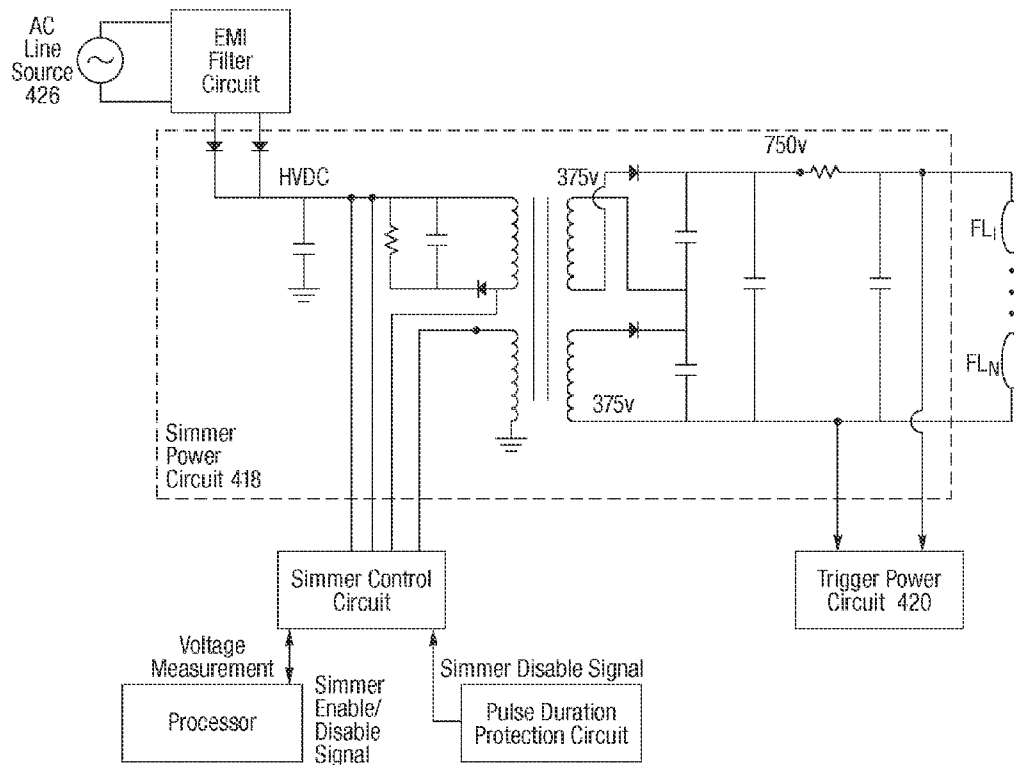 AC
Line
Source
426
EMI
Filter
Circuit
HVDC
375v
750v
FL1
FLN
375v
Simmer
Power
Circuit 418
Simmer Control
Circuit
Trigger Power
Circuit 420
Voltage
Measurement
Simmer Disable Signal
Processor
Simmer
Enable/
Disable
Signal
Pulse Duration
Protection Circuit